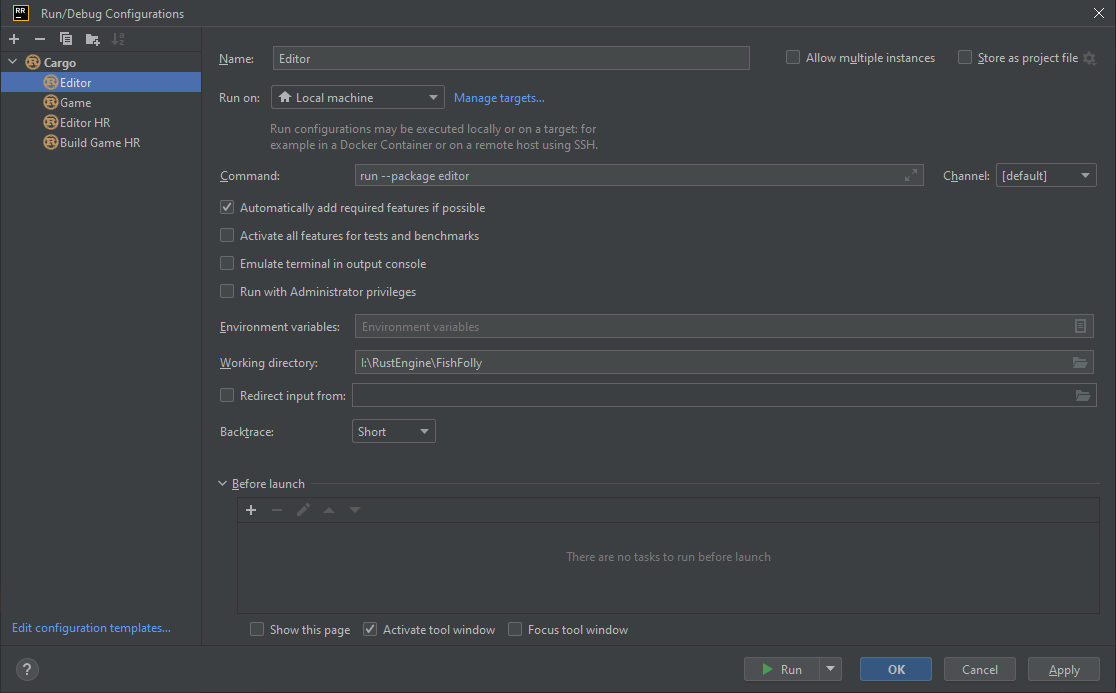 RR Run/Debug Configurations
Cargo
Editor
Game
Editor HR
Build Game HR
Edit configuration templates...
Name: Editor Allow multiple instances Store as project file
Run on: Local machine Manage targets...
Run configurations may be executed locally or on a target: for
example in a Docker Container or on a remote host using SSH.
Command: run --package editor Channel: [default]
Automatically add required features if possible
Activate all features for tests and benchmarks
Emulate terminal in output console
Run with Administrator privileges
Environment variables: Environment variables
Working directory: I:\RustEngine\FishFolly
Redirect input from:
Backtrace: Short
Before launch
There are no tasks to run before launch
Show this page Activate tool window Focus tool window
? Run OK Cancel Apply